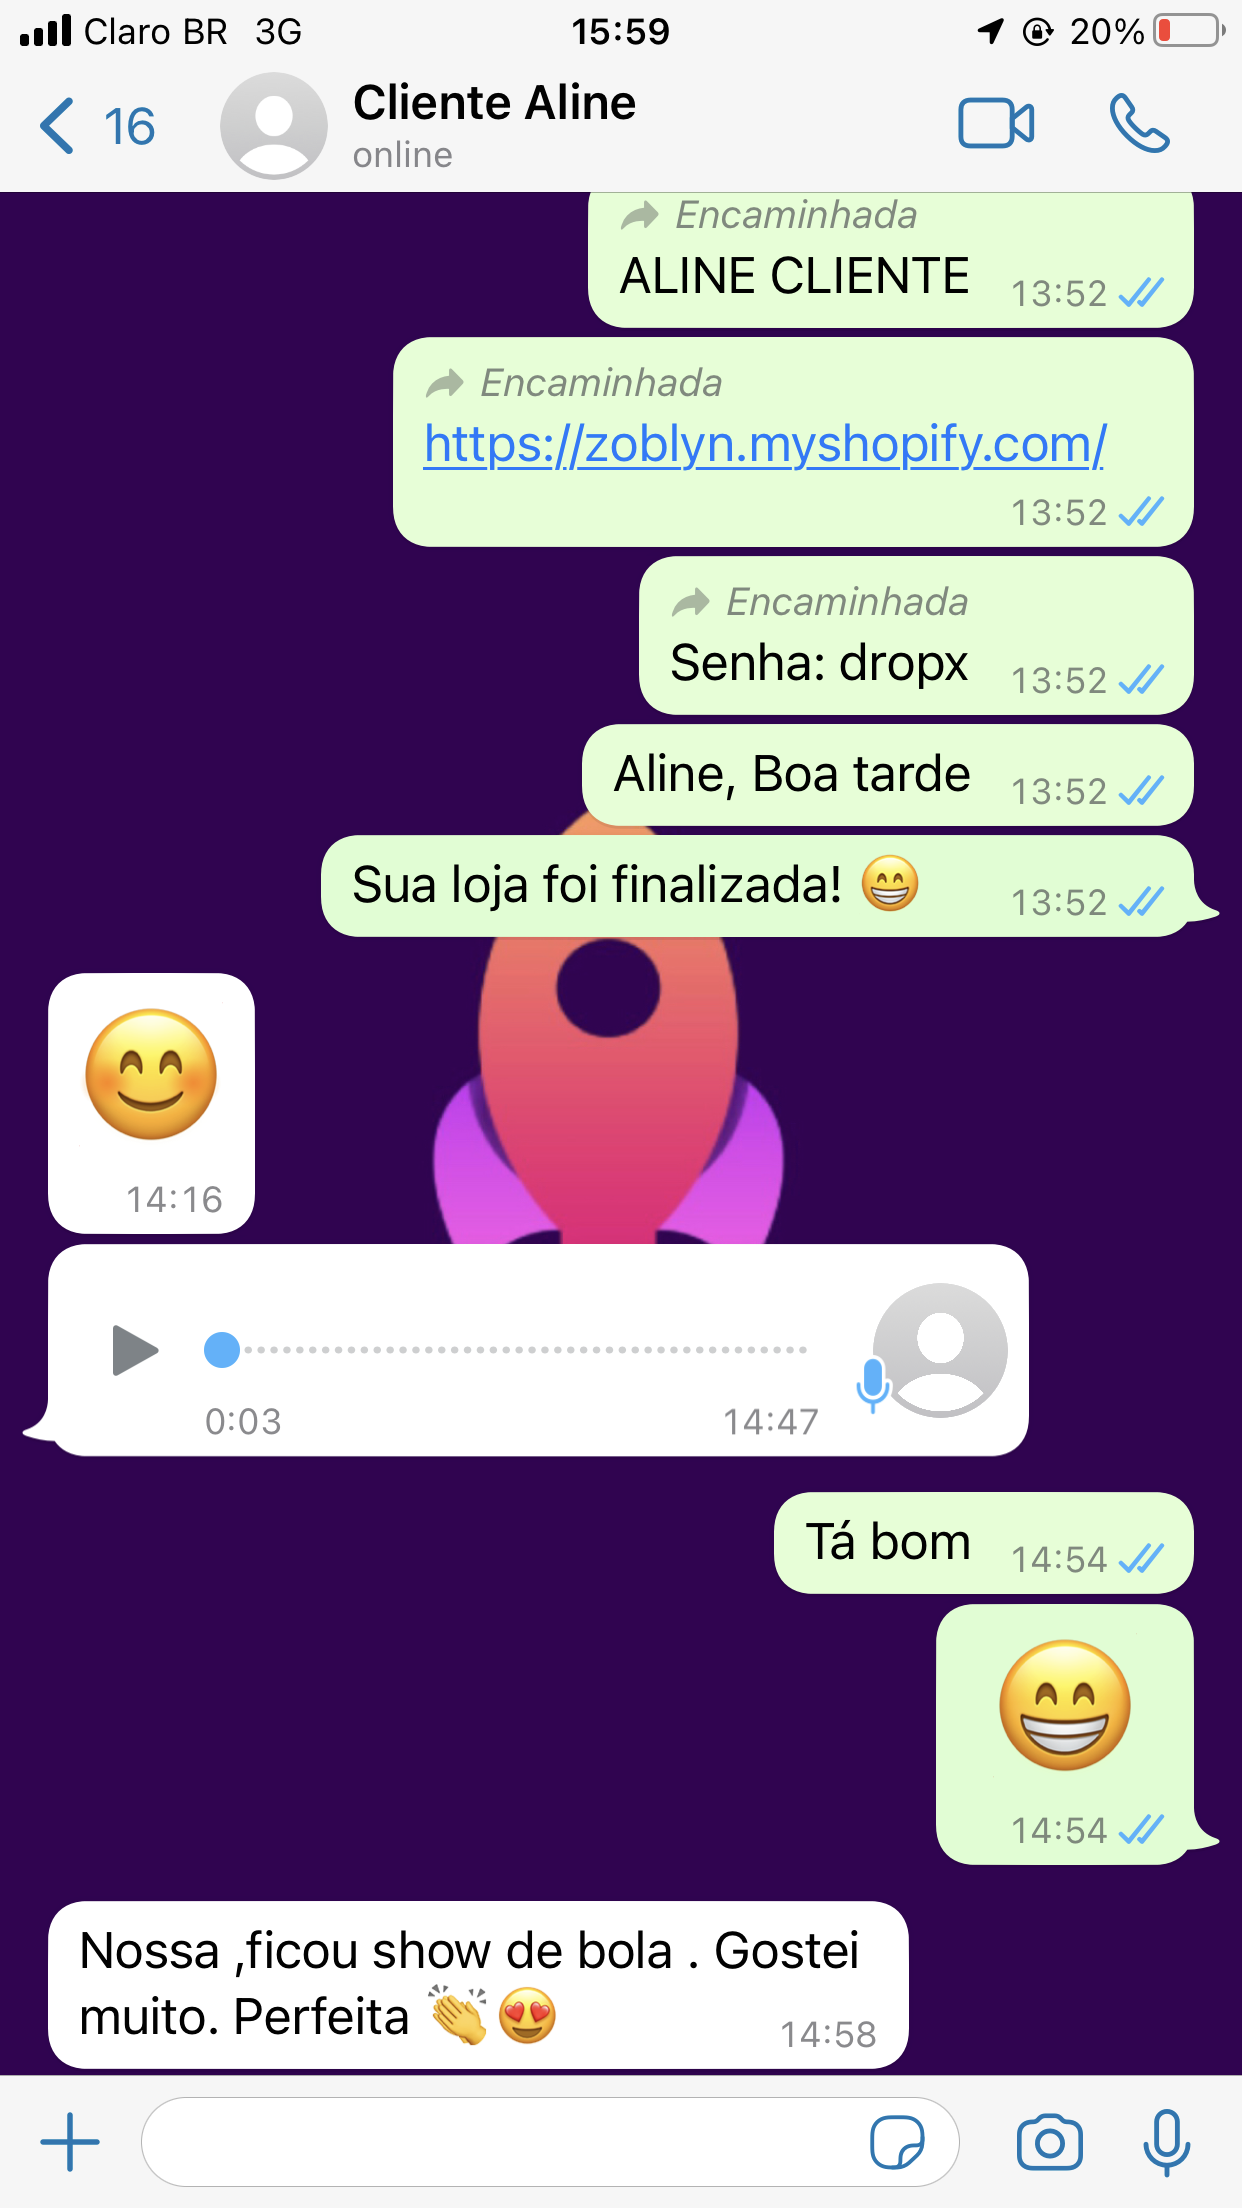 Claro BR 3G 15:59 20%
16 Cliente Aline
online
Encaminhada
ALINE CLIENTE 13:52
Encaminhada
https://zoblyn.myshopify.com/
13:52
Encaminhada
Senha: dropx 13:52
Aline, Boa tarde 13:52
Sua loja foi finalizada! 😁 13:52
😊
14:16
0:03 14:47
Tá bom 14:54
😁
14:54
Nossa ,ficou show de bola . Gostei
muito. Perfeita 👏😍 14:58